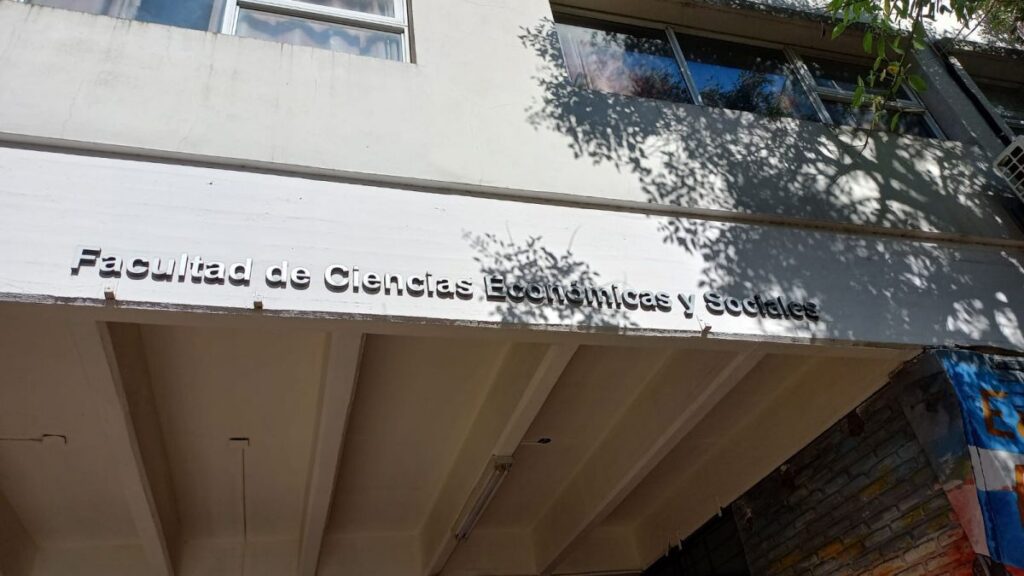 Facultad de Ciencias Económicas y Sociales